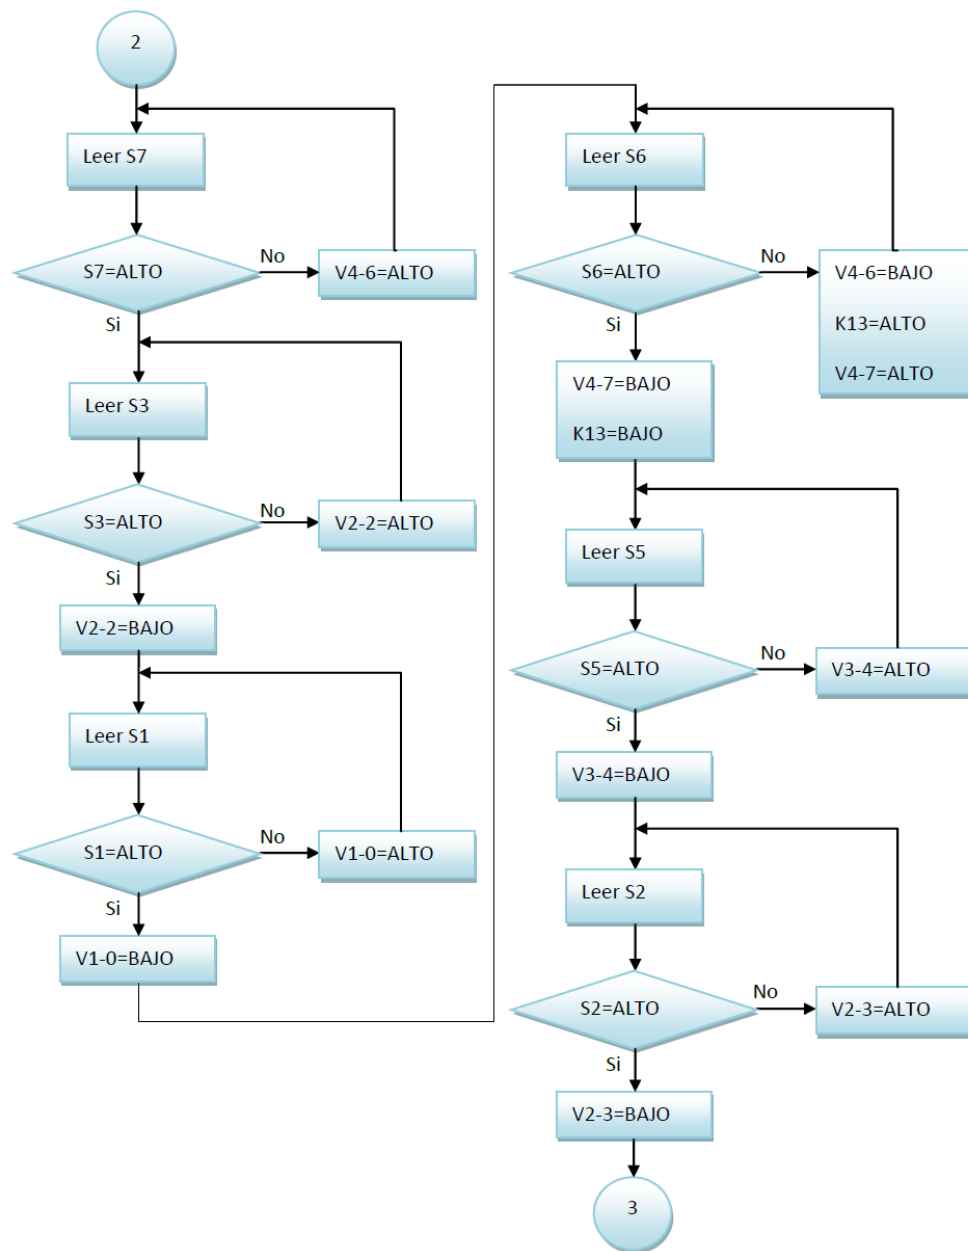 2
Leer S7
S7=ALTO
No
V4-6=ALTO
Si
Leer S3
S3=ALTO
No
V2-2=ALTO
Si
V2-2=BAJO
Leer S1
S1=ALTO
No
V1-0=ALTO
Si
V1-0=BAJO
Leer S6
S6=ALTO
No
V4-6=BAJO
K13=ALTO
V4-7=ALTO
Si
V4-7=BAJO
K13=BAJO
Leer S5
S5=ALTO
No
V3-4=ALTO
Si
V3-4=BAJO
Leer S2
S2=ALTO
No
V2-3=ALTO
Si
V2-3=BAJO
3